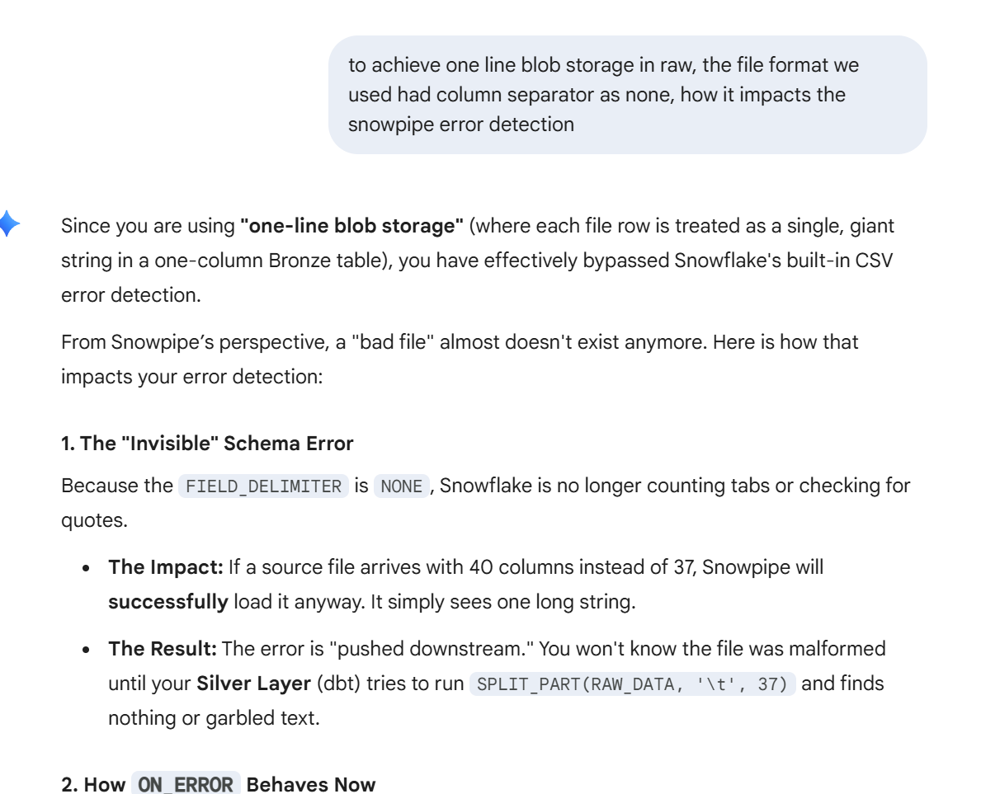 to achieve one line blob storage in raw, the file format we
used had column separator as none, how it impacts the
snowpipe error detection
Since you are using "one-line blob storage" (where each file row is treated as a single, giant
string in a one-column Bronze table), you have effectively bypassed Snowflake's built-in CSV
error detection.
From Snowpipe’s perspective, a "bad file" almost doesn't exist anymore. Here is how that
impacts your error detection:
1. The "Invisible" Schema Error
Because the FIELD_DELIMITER is NONE, Snowflake is no longer counting tabs or checking for
quotes.
• The Impact: If a source file arrives with 40 columns instead of 37, Snowpipe will
successfully load it anyway. It simply sees one long string.
• The Result: The error is "pushed downstream." You won't know the file was malformed
until your Silver Layer (dbt) tries to run SPLIT_PART(RAW_DATA, '\t', 37) and finds
nothing or garbled text.
2. How ON_ERROR Behaves Now